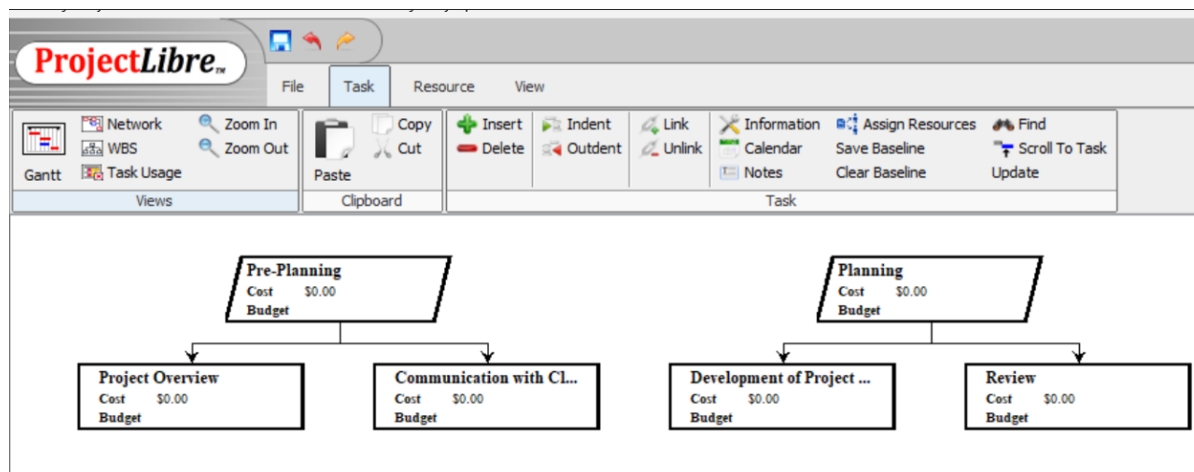 ProjectLibre™
File Task Resource View
Network Zoom In Copy Insert Indent Link Information Assign Resources Find
WBS Zoom Out Cut Delete Outdent Unlink Calendar Save Baseline Scroll To Task
Gantt Task Usage Paste Notes Clear Baseline Update
Views Clipboard Task
Pre-Planning Planning
Cost $0.00 Cost $0.00
Budget Budget
Project Overview Communication with Cl... Development of Project ... Review
Cost $0.00 Cost $0.00 Cost $0.00 Cost $0.00
Budget Budget Budget Budget